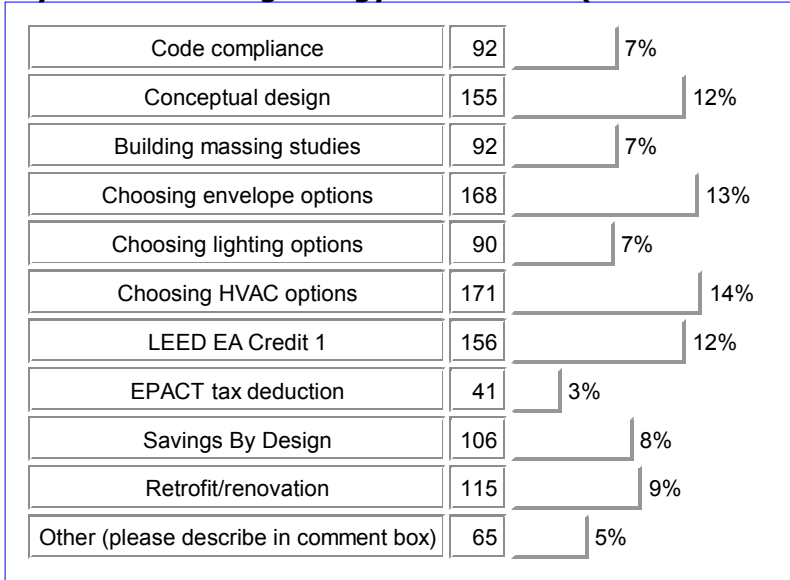 Code compliance 92 7%
Conceptual design 155 12%
Building massing studies 92 7%
Choosing envelope options 168 13%
Choosing lighting options 90 7%
Choosing HVAC options 171 14%
LEED EA Credit 1 156 12%
EPACT tax deduction 41 3%
Savings By Design 106 8%
Retrofit/renovation 115 9%
Other (please describe in comment box) 65 5%